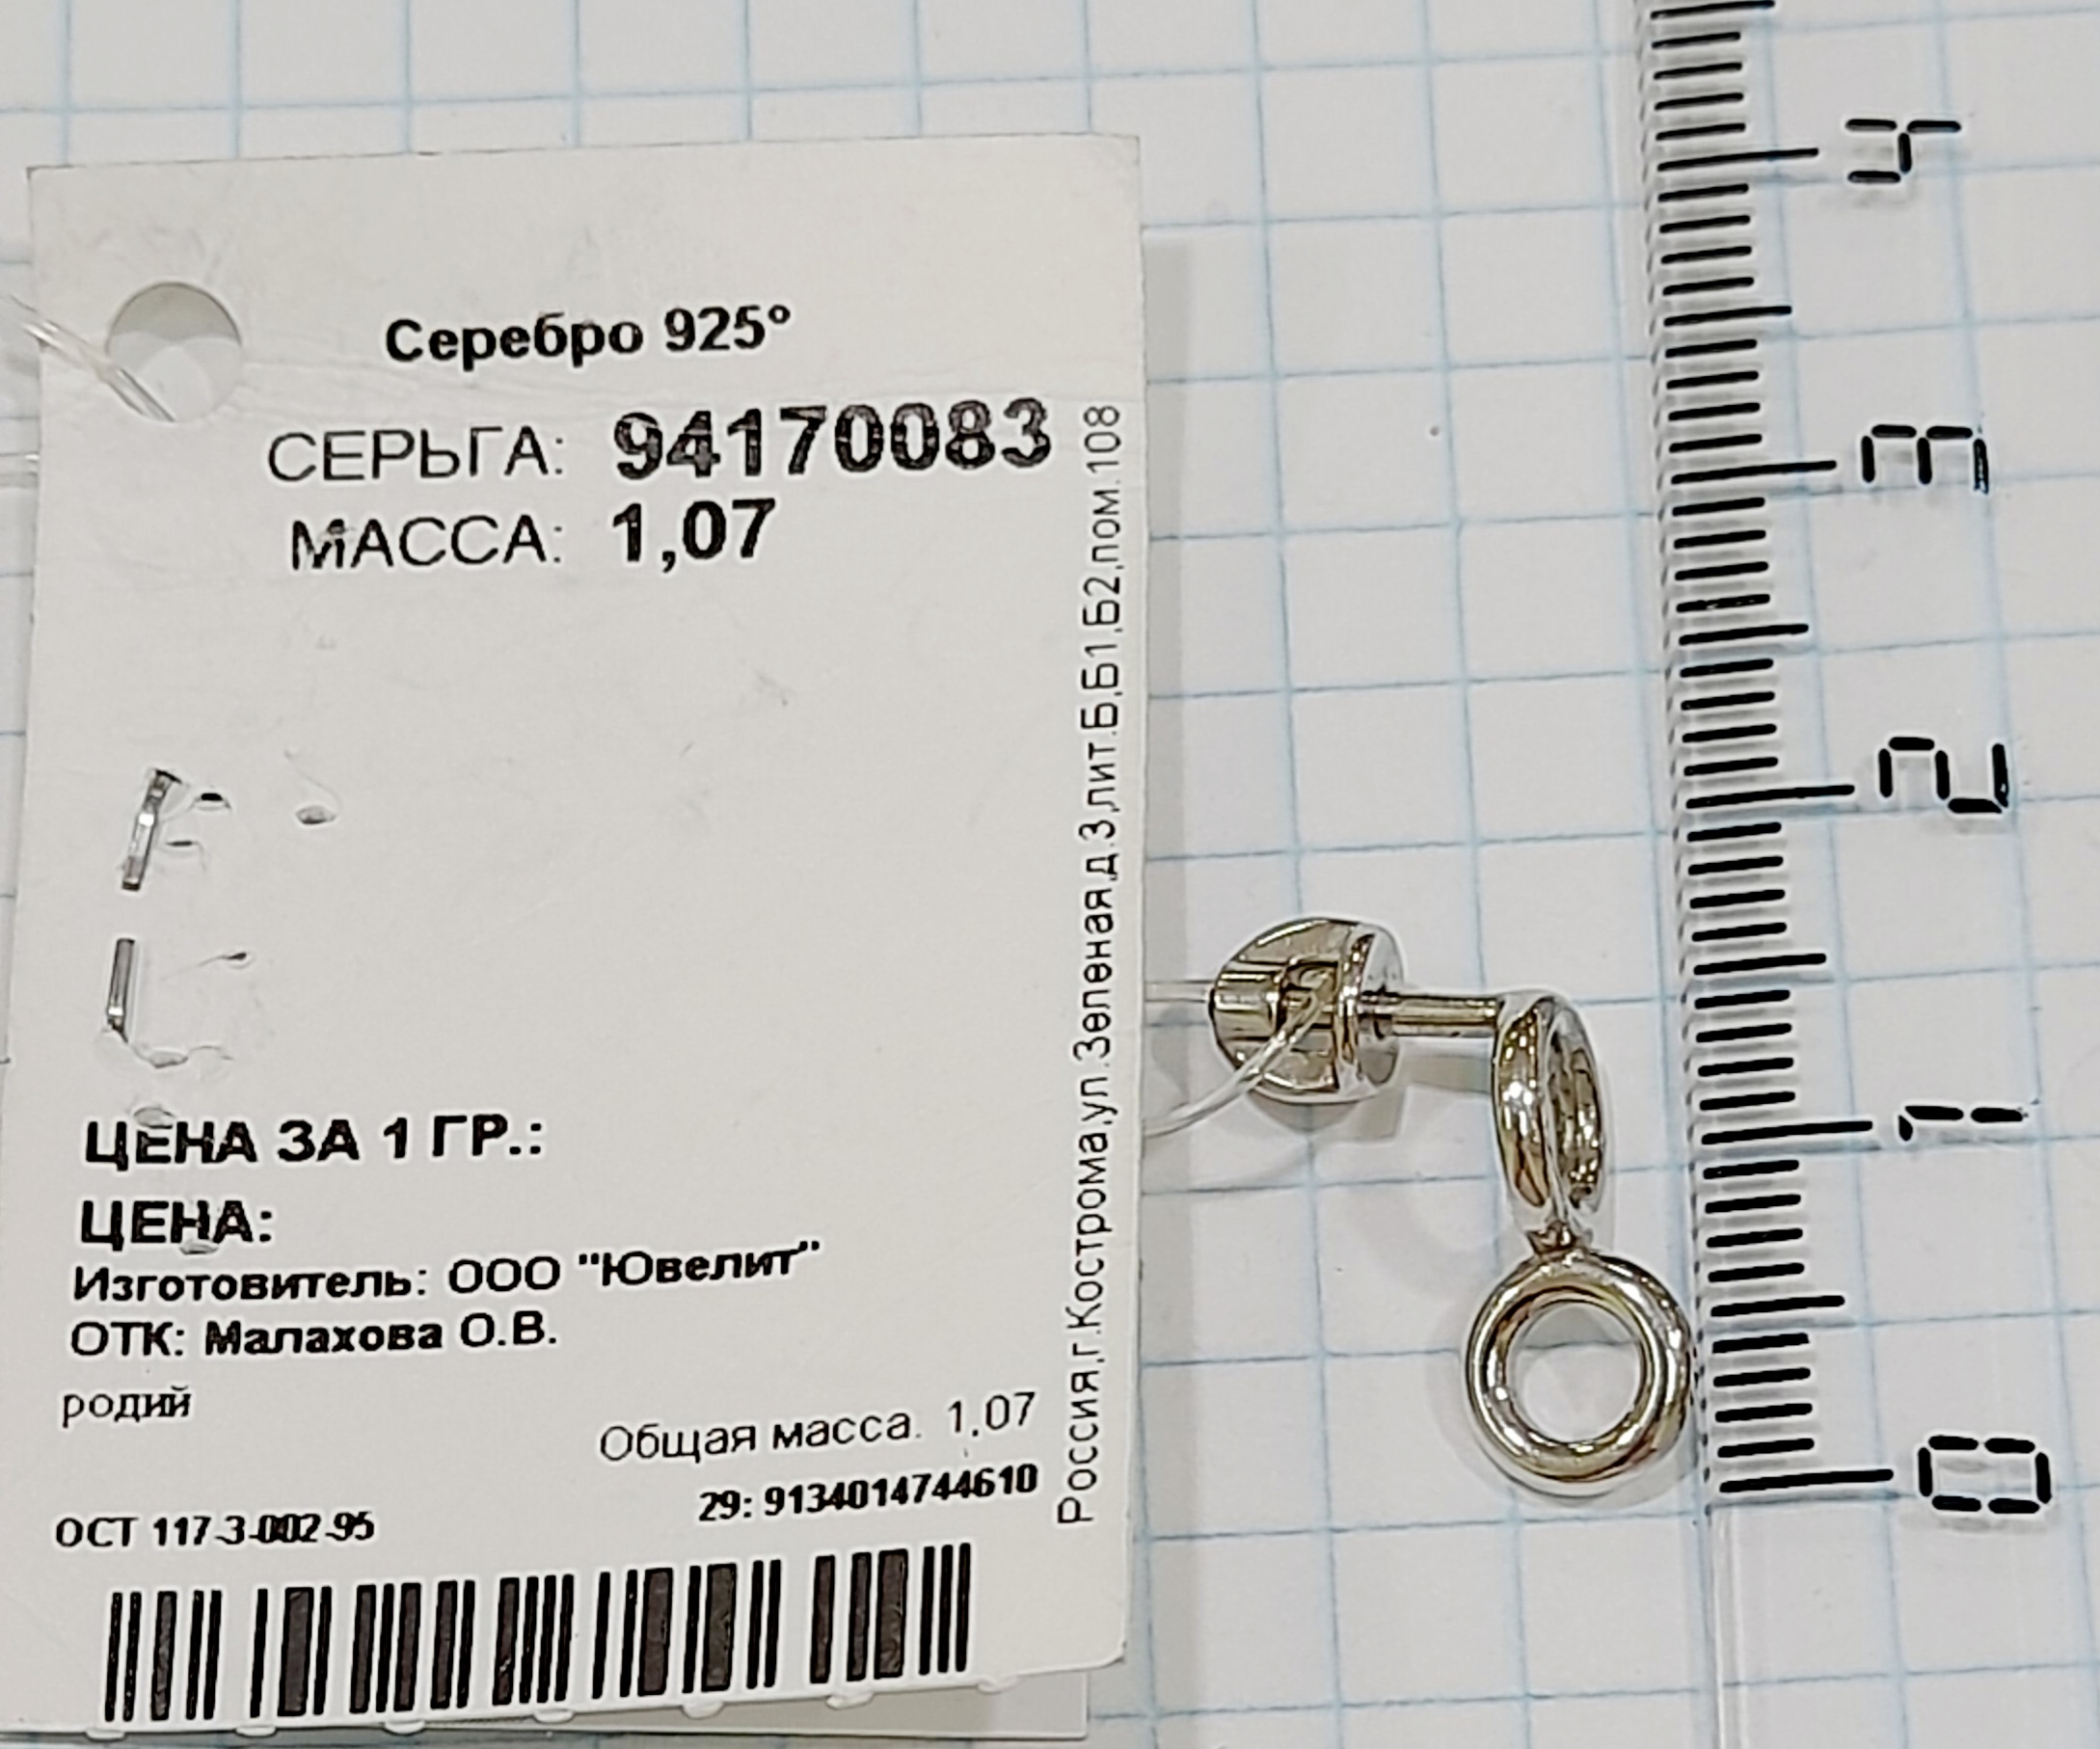 Серебро 925°
СЕРЬГА: 94170083
МАССА: 1,07
ЦЕНА ЗА 1 ГР.:
ЦЕНА:
Изготовитель: ООО "Ювелит"
ОТК: Малахова О.В.
родий
Общая масса. 1,07
29: 9134014744610
ОСТ 117-3-002-95
Россия,г.Кострома,ул.Зеленая,д.3,лит.Б,Б1,Б2,пом.108
4
3
2
1
0